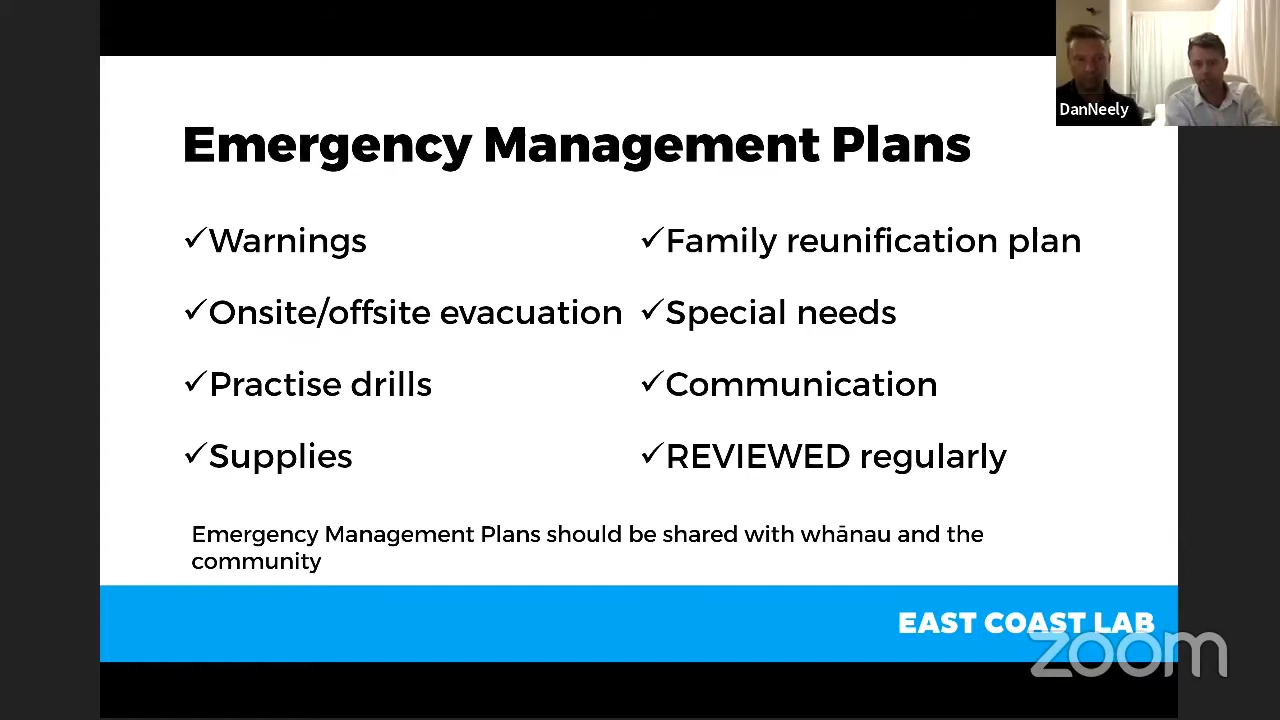 DanNeely
Emergency Management Plans
✓Warnings
✓Onsite/offsite evacuation
✓Practise drills
✓Supplies
✓Family reunification plan
✓Special needs
✓Communication
✓REVIEWED regularly
Emergency Management Plans should be shared with whānau and the
community
EAST COAST LAB
zoom